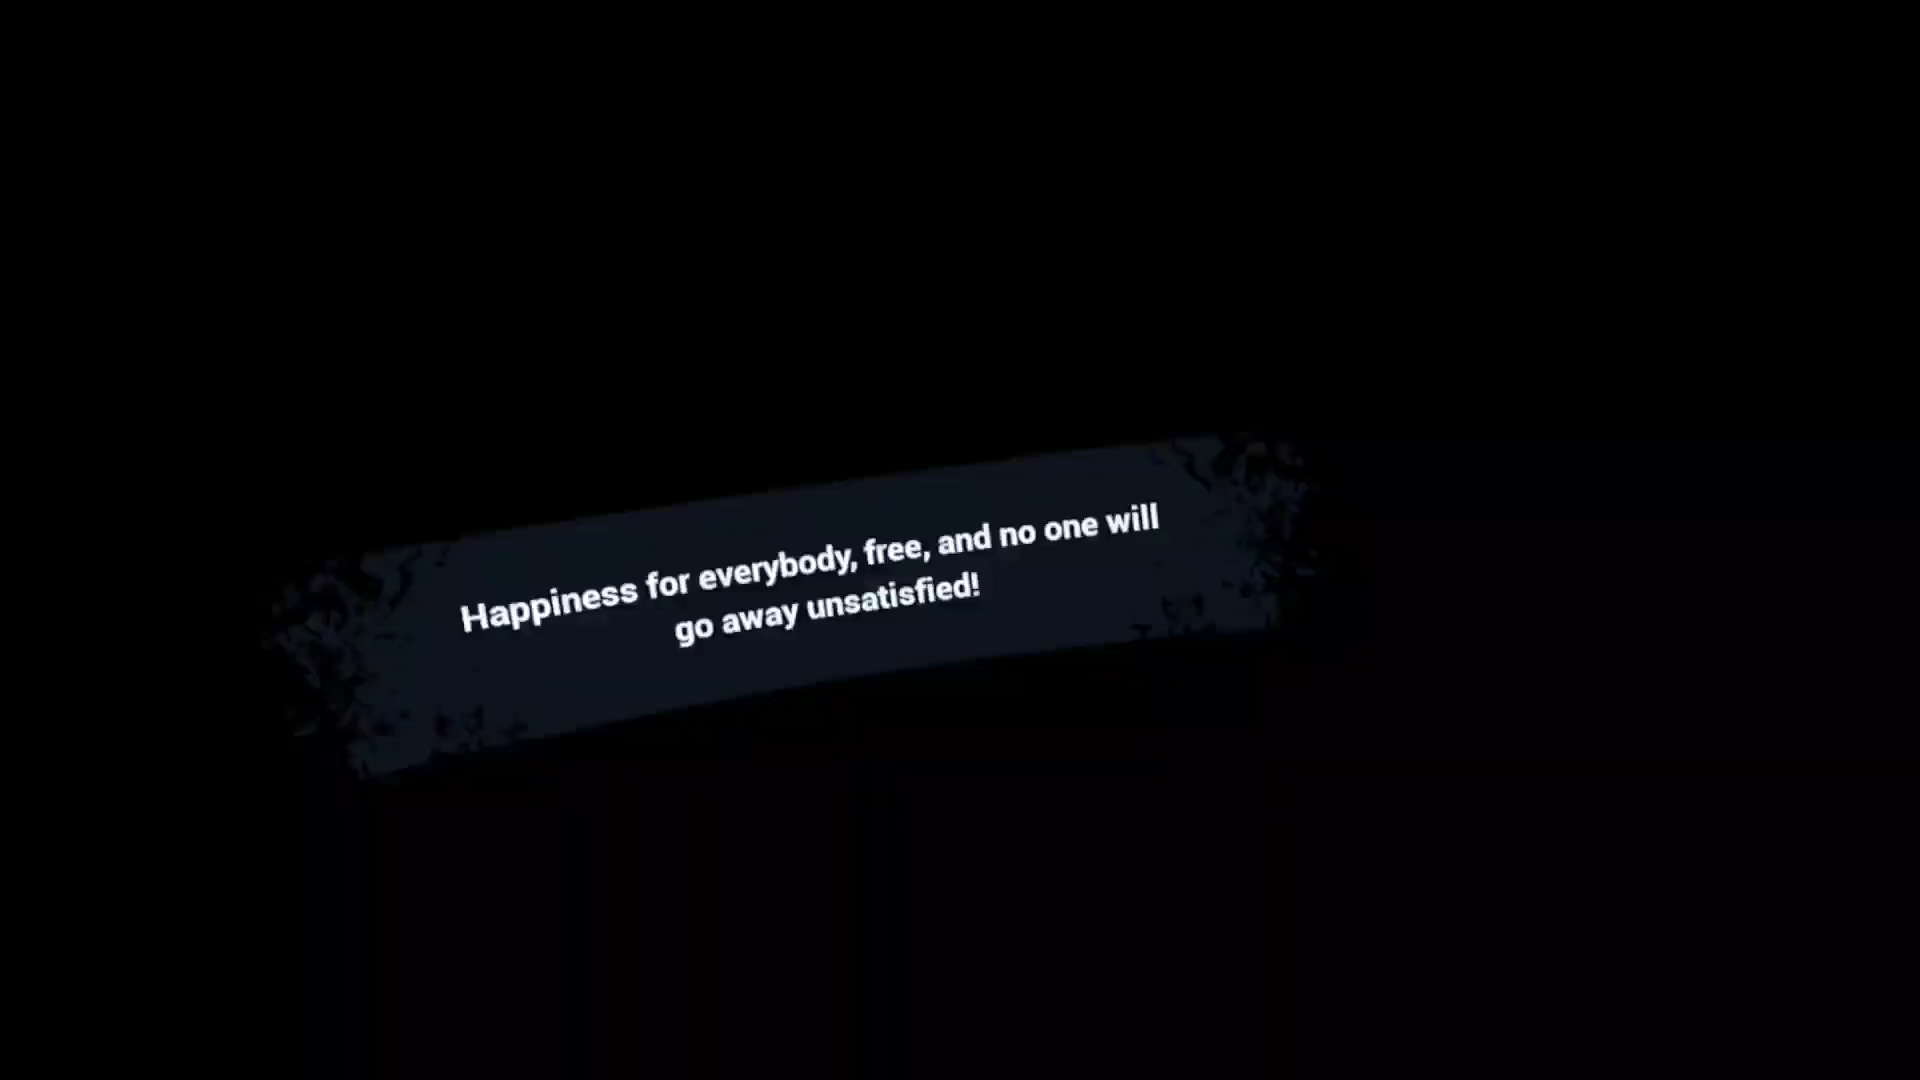 Happiness for everybody, free, and no one will
go away unsatisfied!